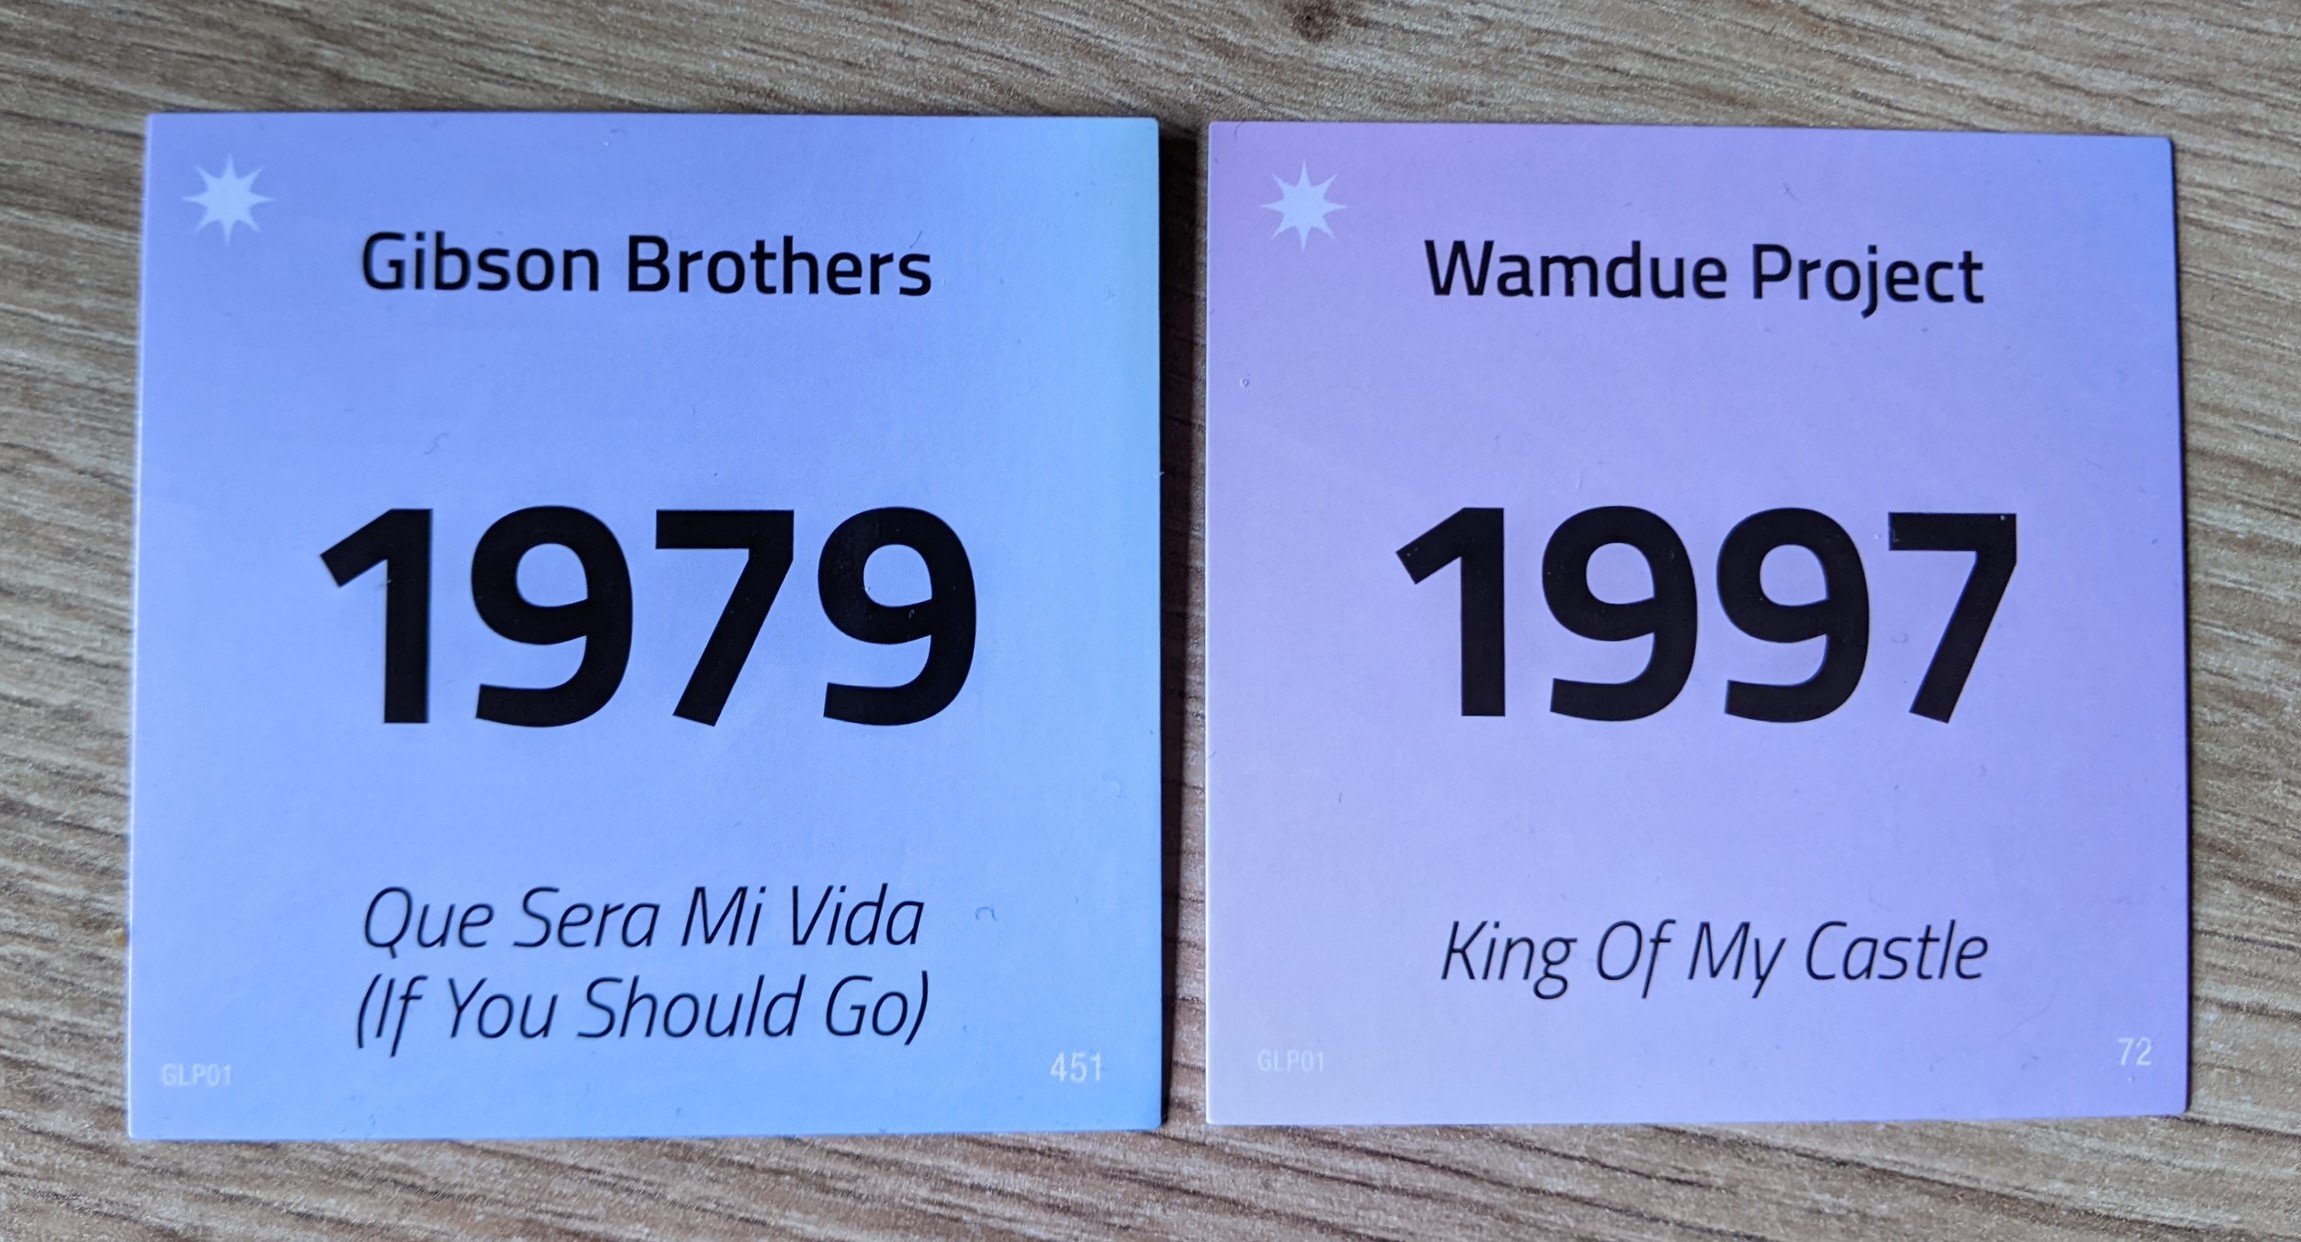 Gibson Brothers
1979
Que Sera Mi Vida
(If You Should Go)
GLP01
451
Wamdue Project
1997
King Of My Castle
GLP01
72